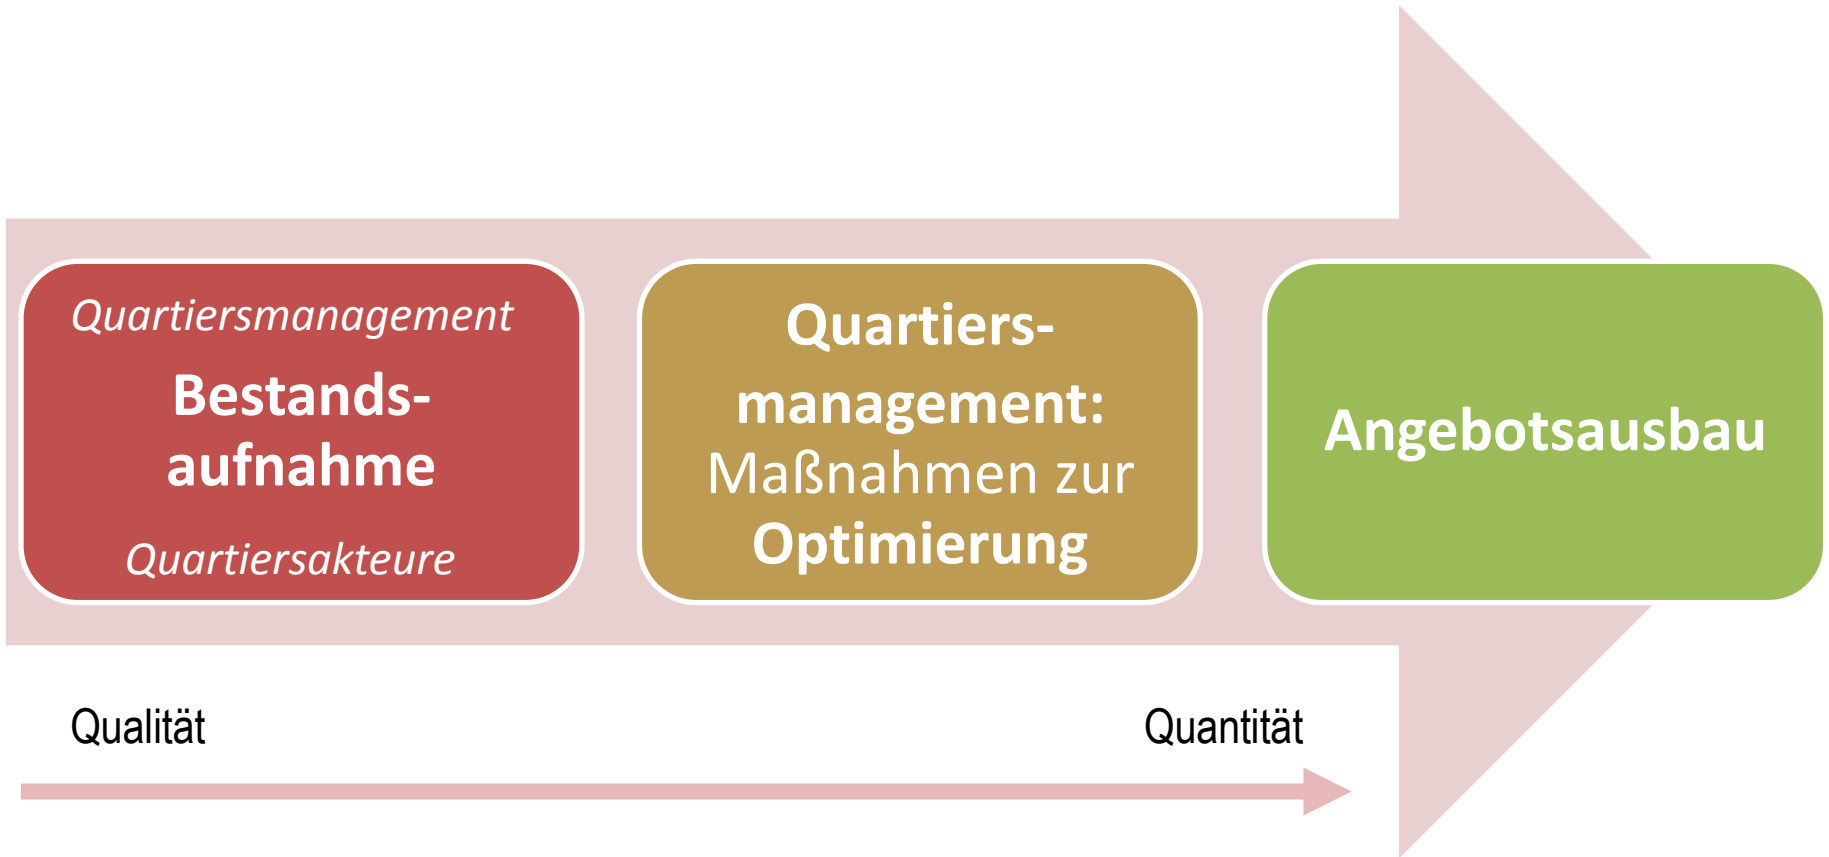 Quartiersmanagement
Bestands-
aufnahme
Quartiersakteure
Quartiers-
management:
Maßnahmen zur
Optimierung
Angebotsausbau
Qualität
Quantität